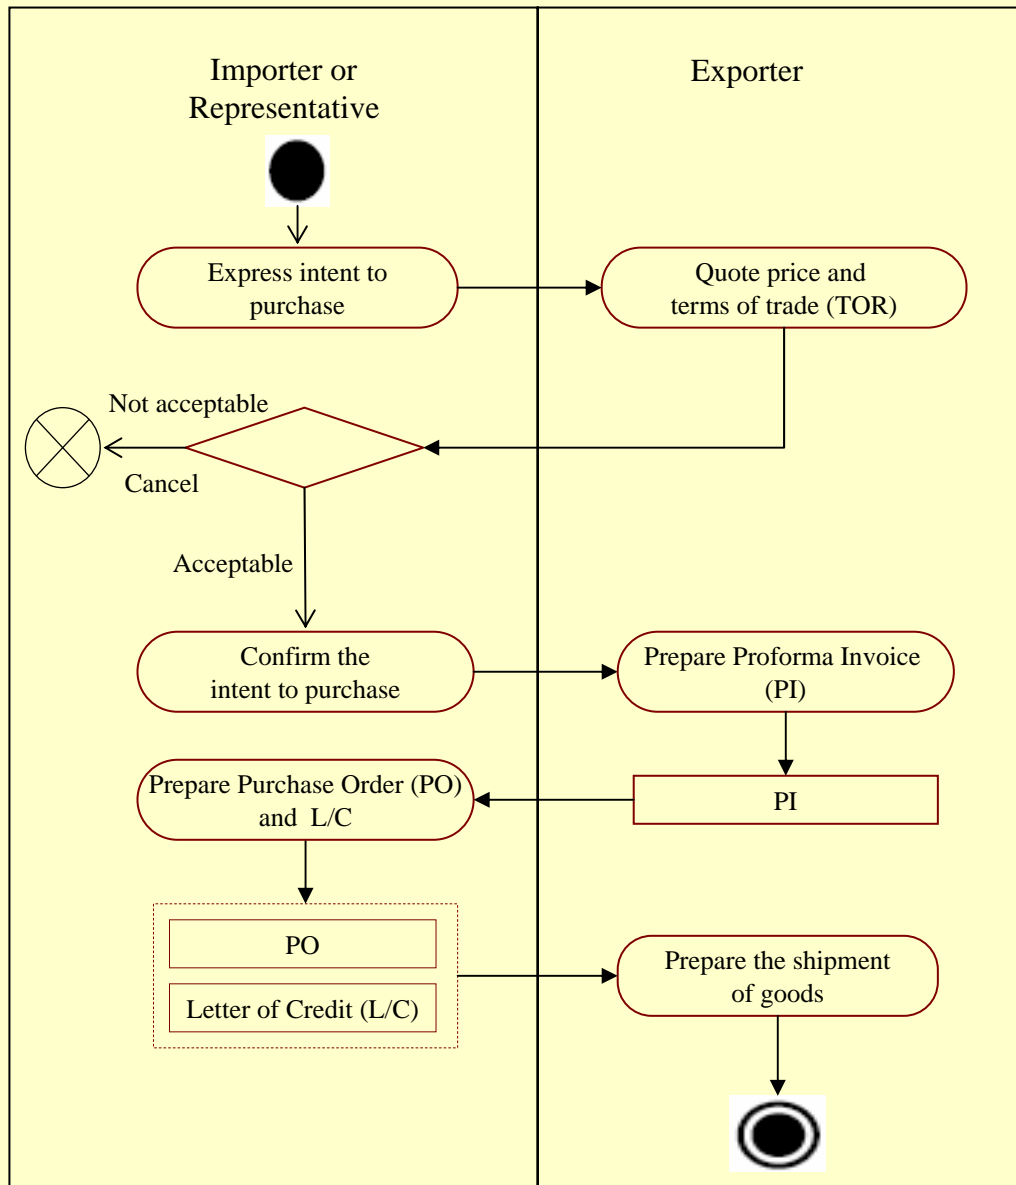 Importer or
Representative
Exporter
Express intent to
purchase
Quote price and
terms of trade (TOR)
Not acceptable
Cancel
Acceptable
Confirm the
intent to purchase
Prepare Proforma Invoice
(PI)
Prepare Purchase Order (PO)
and L/C
PI
PO
Letter of Credit (L/C)
Prepare the shipment
of goods